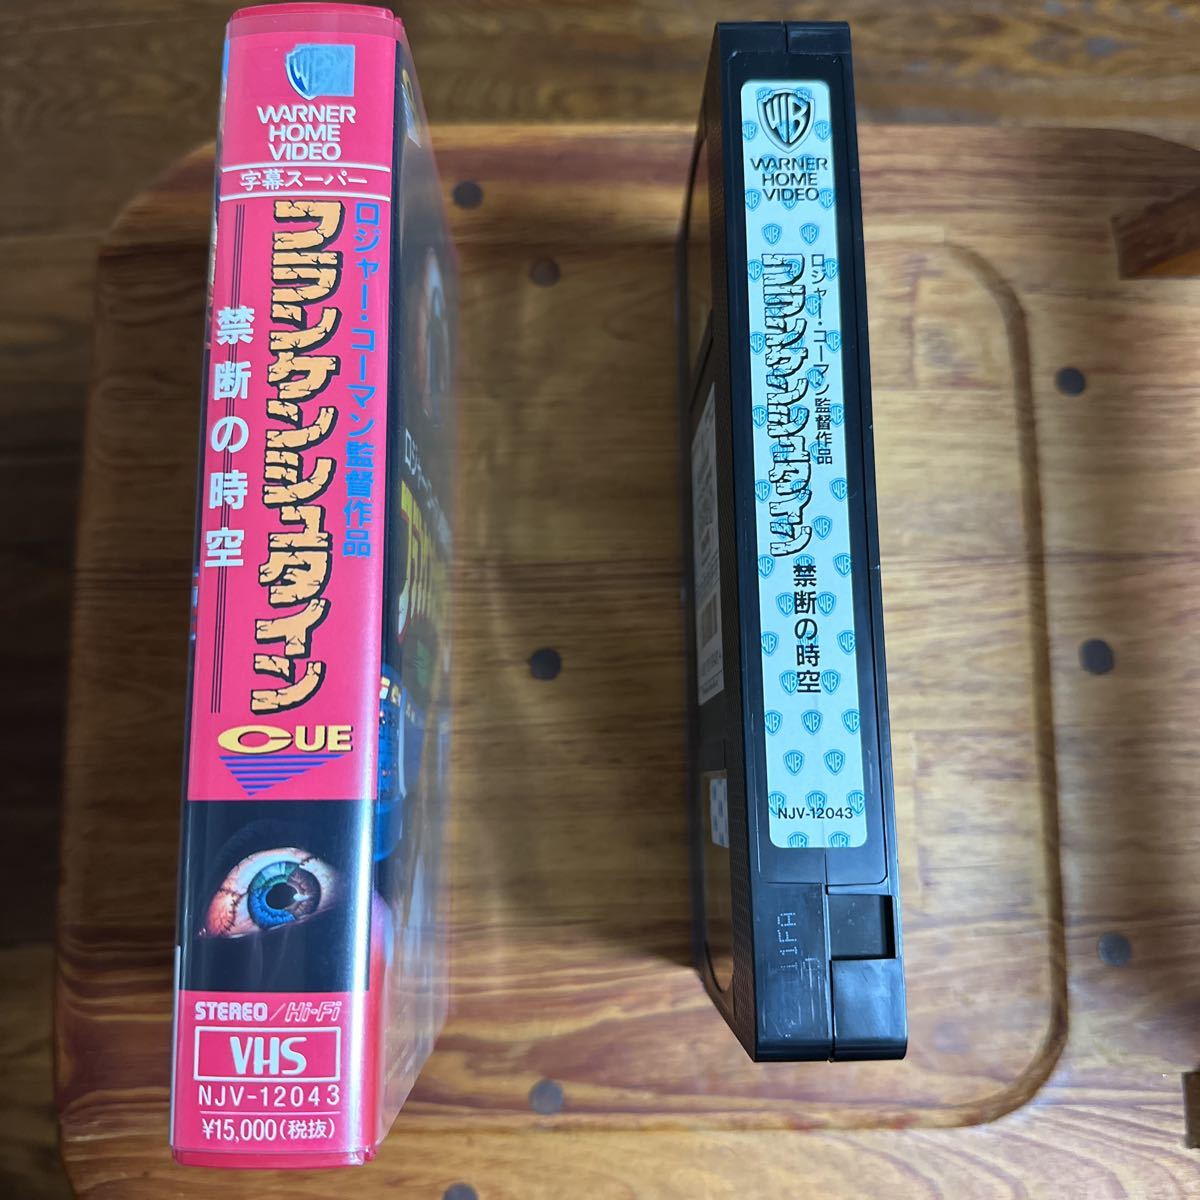 WB
WARNER
HOME
VIDEO
字幕スーパー
ロジャー・コーマン監督作品
フランケンシュタイン
禁断の時空
CUE
STEREO/Hi-Fi
VHS
NJV-12043
¥15,000(税抜)
WB
WARNER
HOME
VIDEO
ロジャー・コーマン監督作品
フランケンシュタイン
禁断の時空
NJV-12043